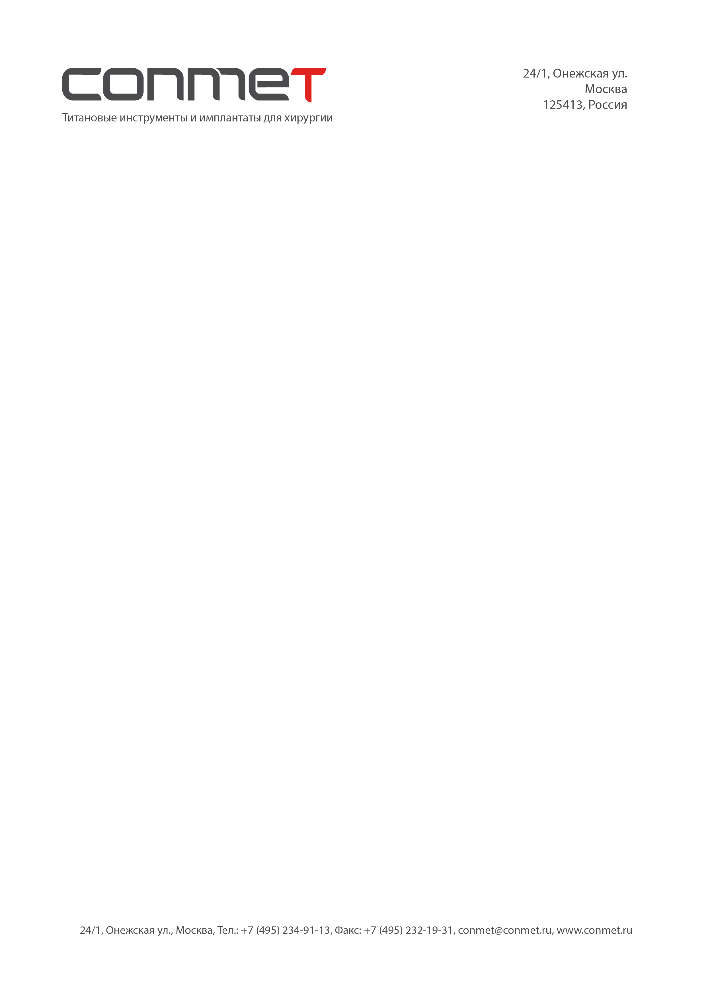 conmet
24/1, Онежская ул.
Москва
125413, Россия
Титановые инструменты и имплантаты для хирургии
24/1, Онежская ул., Москва, Тел.: +7 (495) 234-91-13, Факс: +7 (495) 232-19-31, conmet@conmet.ru, www.conmet.ru